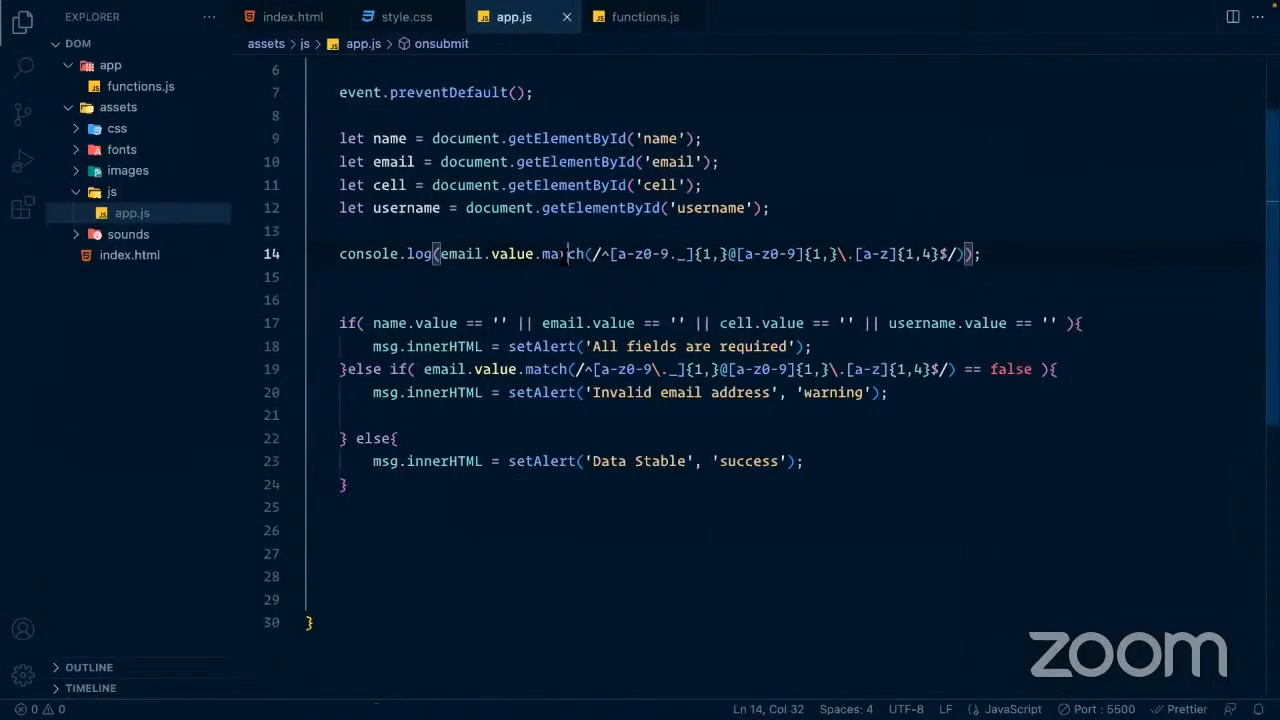 EXPLORER ···
index.html style.css app.js × functions.js ···
DOM
assets > js > app.js > onsubmit
app
functions.js
assets
css
fonts
images
js
app.js
sounds
index.html
6
7 event.preventDefault();
8
9 let name = document.getElementById('name');
10 let email = document.getElementById('email');
11 let cell = document.getElementById('cell');
12 let username = document.getElementById('username');
13
14 console.log(email.value.match(/^[a-z0-9._]{1,}@[a-z0-9]{1,}\.[a-z]{1,4}$/));
15
16
17 if( name.value == '' || email.value == '' || cell.value == '' || username.value == '' ){
18 msg.innerHTML = setAlert('All fields are required');
19 }else if( email.value.match(/^[a-z0-9\._]{1,}@[a-z0-9]{1,}\.[a-z]{1,4}$/) == false ){
20 msg.innerHTML = setAlert('Invalid email address', 'warning');
21
22 } else{
23 msg.innerHTML = setAlert('Data Stable', 'success');
24 }
25
26
27
28
29
30 }
zoom
OUTLINE
TIMELINE
0 0 Ln 14, Col 32 Spaces: 4 UTF-8 LF JavaScript Port : 5500 Prettier